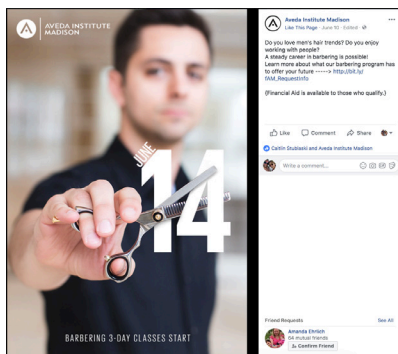 AVEDA INSTITUTE
MADISON
JUNE
14
BARBERING 3-DAY CLASSES START
Aveda Institute Madison
Like This Page · June 10 · Edited ·
Do you love men's hair trends? Do you enjoy
working with people?
A steady career in barbering is possible!
Learn more about what our barbering program has
to offer your future -----> http://bit.ly/
fAM_RequestInfo
(Financial Aid is available to those who qualify.)
Like Comment Share
Caitlin Stubiaski and Aveda Institute Madison
Write a comment...
Friend Requests See All
Amanda Ehrlich
64 mutual friends
Confirm Friend